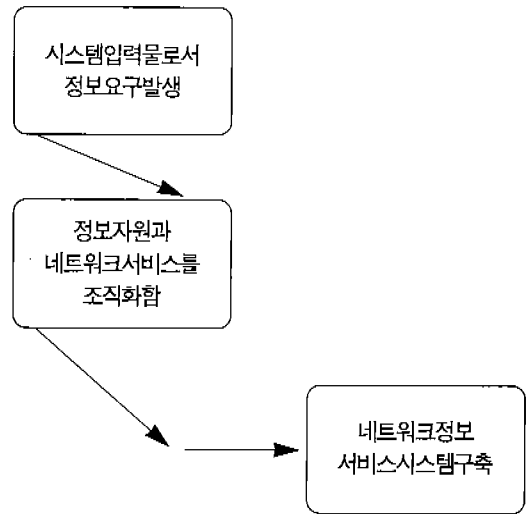 시스템입력물로서
정보요구발생
정보자원과
네트워크서비스를
조직화함
네트워크정보
서비스시스템구축